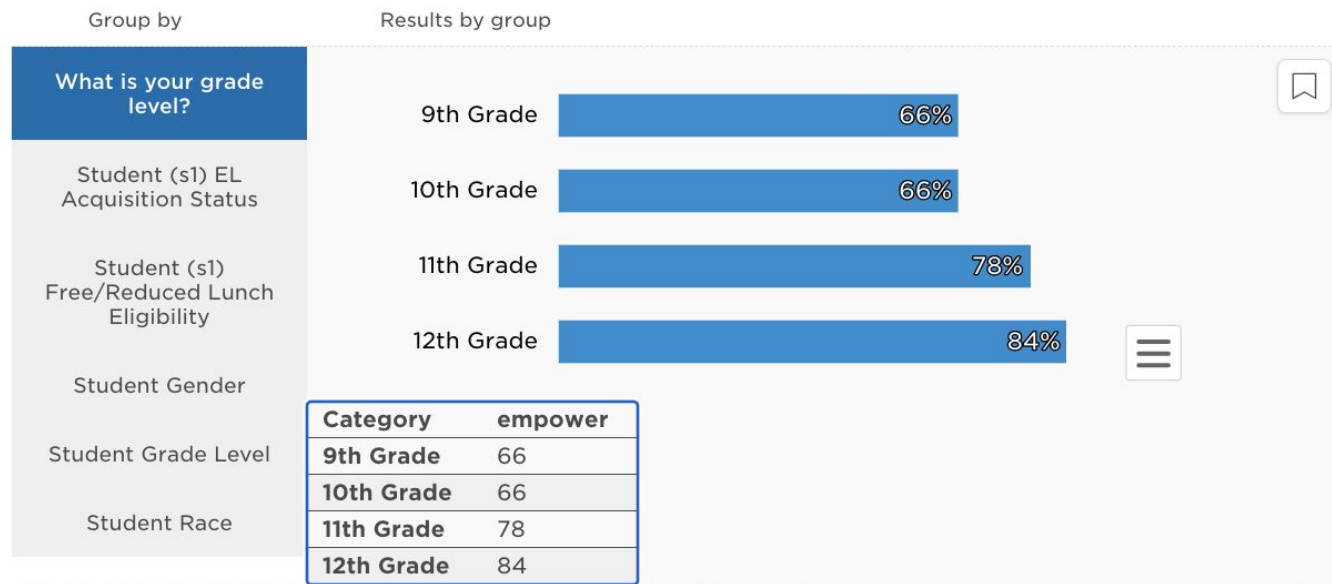 Group by
Results by group
What is your grade
level?
Student (s1) EL
Acquisition Status
Student (s1)
Free/Reduced Lunch
Eligibility
Student Gender
Student Grade Level
Student Race
9th Grade 66%
10th Grade 66%
11th Grade 78%
12th Grade 84%
Category empower
9th Grade 66
10th Grade 66
11th Grade 78
12th Grade 84